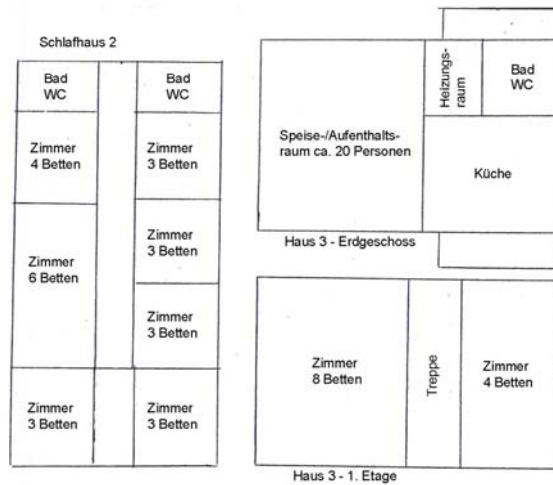 Schlafhaus 2
Bad
WC
Bad
WC
Zimmer
4 Betten
Zimmer
3 Betten
Zimmer
6 Betten
Zimmer
3 Betten
Zimmer
3 Betten
Zimmer
3 Betten
Zimmer
3 Betten
Speise-/Aufenthalts-
raum ca. 20 Personen
Heizungs-
raum
Bad
WC
Küche
Haus 3 - Erdgeschoss
Zimmer
8 Betten
Treppe
Zimmer
4 Betten
Haus 3 - 1. Etage